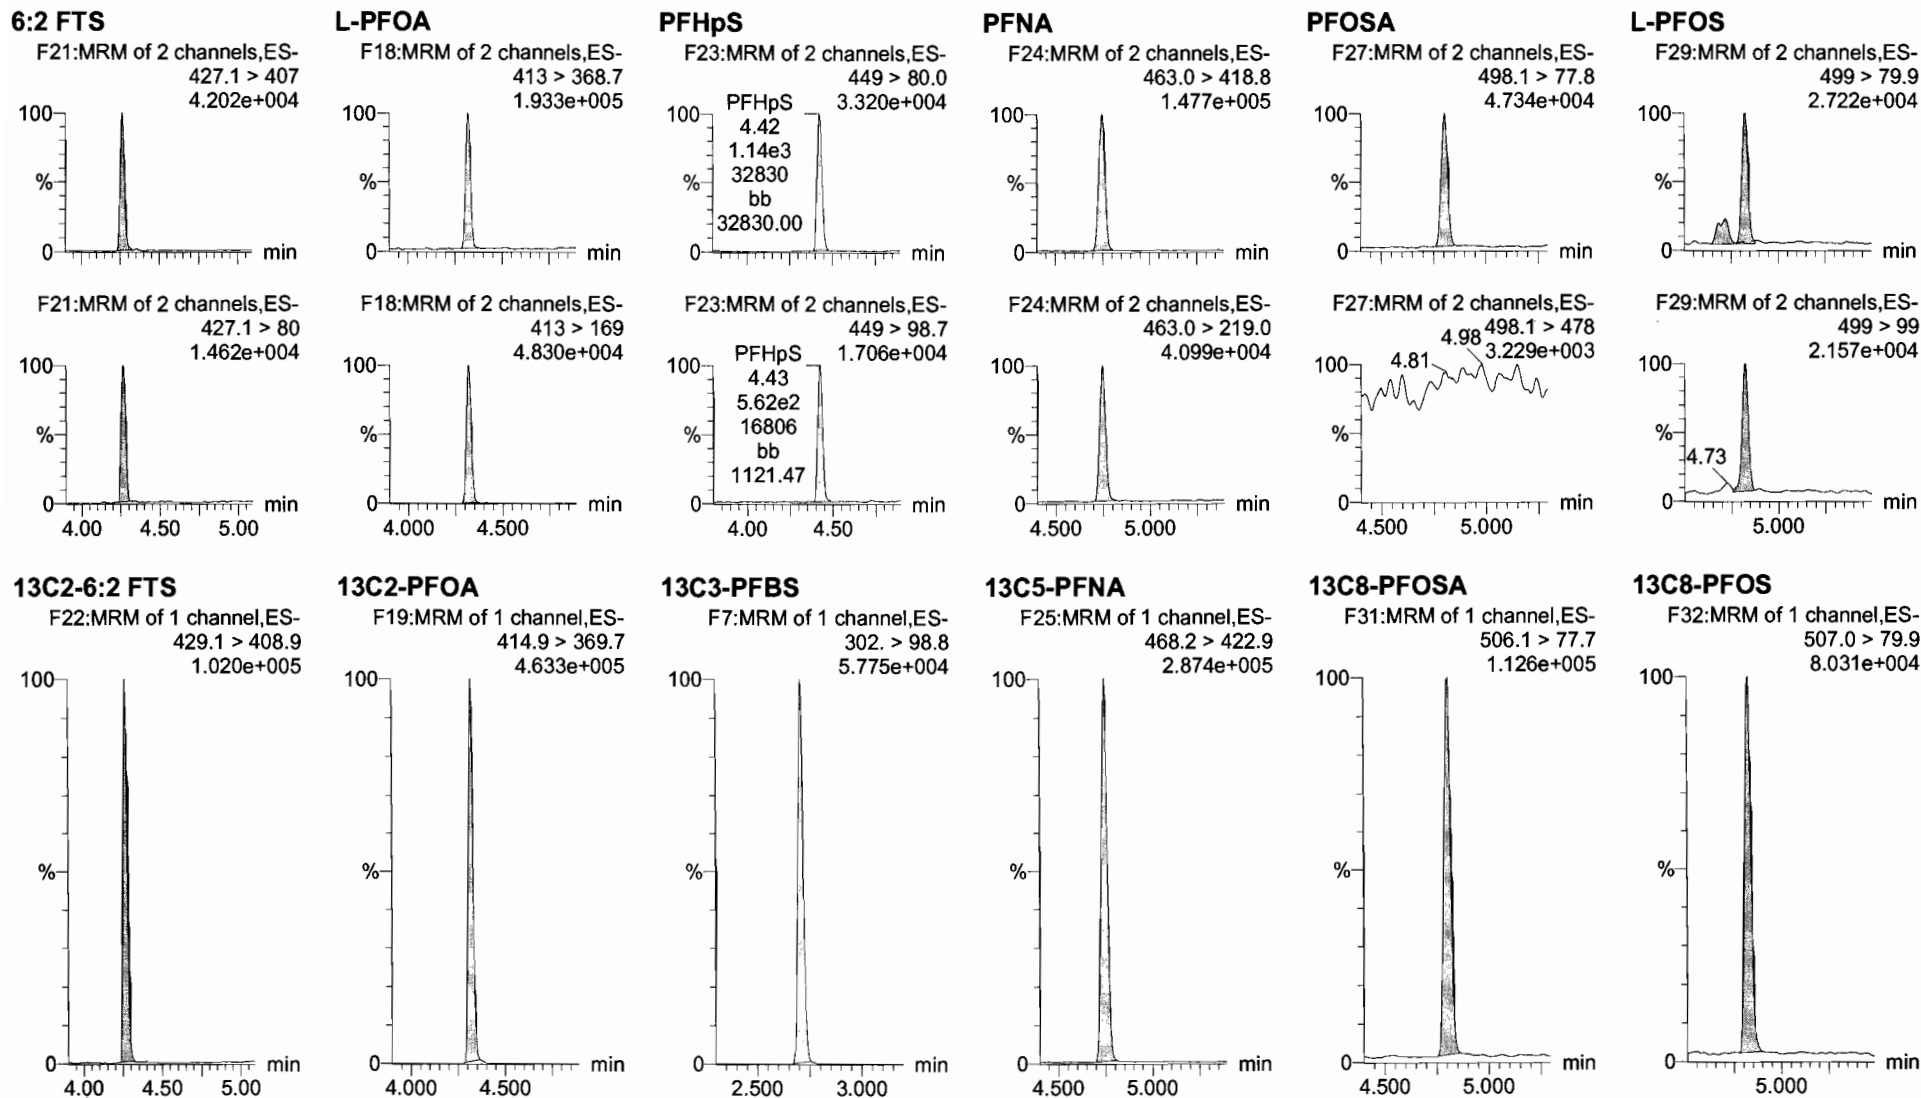 6:2 FTS
F21:MRM of 2 channels,ES-
427.1 > 407
4.202e+004
100
%
0
min
L-PFOA
F18:MRM of 2 channels,ES-
413 > 368.7
1.933e+005
100
%
0
min
PFHpS
F23:MRM of 2 channels,ES-
449 > 80.0
3.320e+004
PFHpS
4.42
1.14e3
32830
bb
32830.00
100
%
0
min
PFNA
F24:MRM of 2 channels,ES-
463.0 > 418.8
1.477e+005
100
%
0
min
PFOSA
F27:MRM of 2 channels,ES-
498.1 > 77.8
4.734e+004
100
%
0
min
L-PFOS
F29:MRM of 2 channels,ES-
499 > 79.9
2.722e+004
100
%
0
min
F21:MRM of 2 channels,ES-
427.1 > 80
1.462e+004
100
%
0
min
4.00 4.50 5.00
F18:MRM of 2 channels,ES-
413 > 169
4.830e+004
100
%
0
min
4.000 4.500
F23:MRM of 2 channels,ES-
449 > 98.7
1.706e+004
PFHpS
4.43
5.62e2
16806
bb
1121.47
100
%
0
min
4.00 4.50
F24:MRM of 2 channels,ES-
463.0 > 219.0
4.099e+004
100
%
0
min
4.500 5.000
F27:MRM of 2 channels,ES-
498.1 > 478
3.229e+003
4.98
4.81
100
%
0
min
4.500 5.000
F29:MRM of 2 channels,ES-
499 > 99
2.157e+004
100
%
4.73
0
min
5.000
13C2-6:2 FTS
F22:MRM of 1 channel,ES-
429.1 > 408.9
1.020e+005
100
%
0
min
4.00 4.50 5.00
13C2-PFOA
F19:MRM of 1 channel,ES-
414.9 > 369.7
4.633e+005
100
%
0
min
4.000 4.500
13C3-PFBS
F7:MRM of 1 channel,ES-
302. > 98.8
5.775e+004
100
%
0
min
2.500 3.000
13C5-PFNA
F25:MRM of 1 channel,ES-
468.2 > 422.9
2.874e+005
100
%
0
min
4.500 5.000
13C8-PFOSA
F31:MRM of 1 channel,ES-
506.1 > 77.7
1.126e+005
100
%
0
min
4.500 5.000
13C8-PFOS
F32:MRM of 1 channel,ES-
507.0 > 79.9
8.031e+004
100
%
0
min
5.000